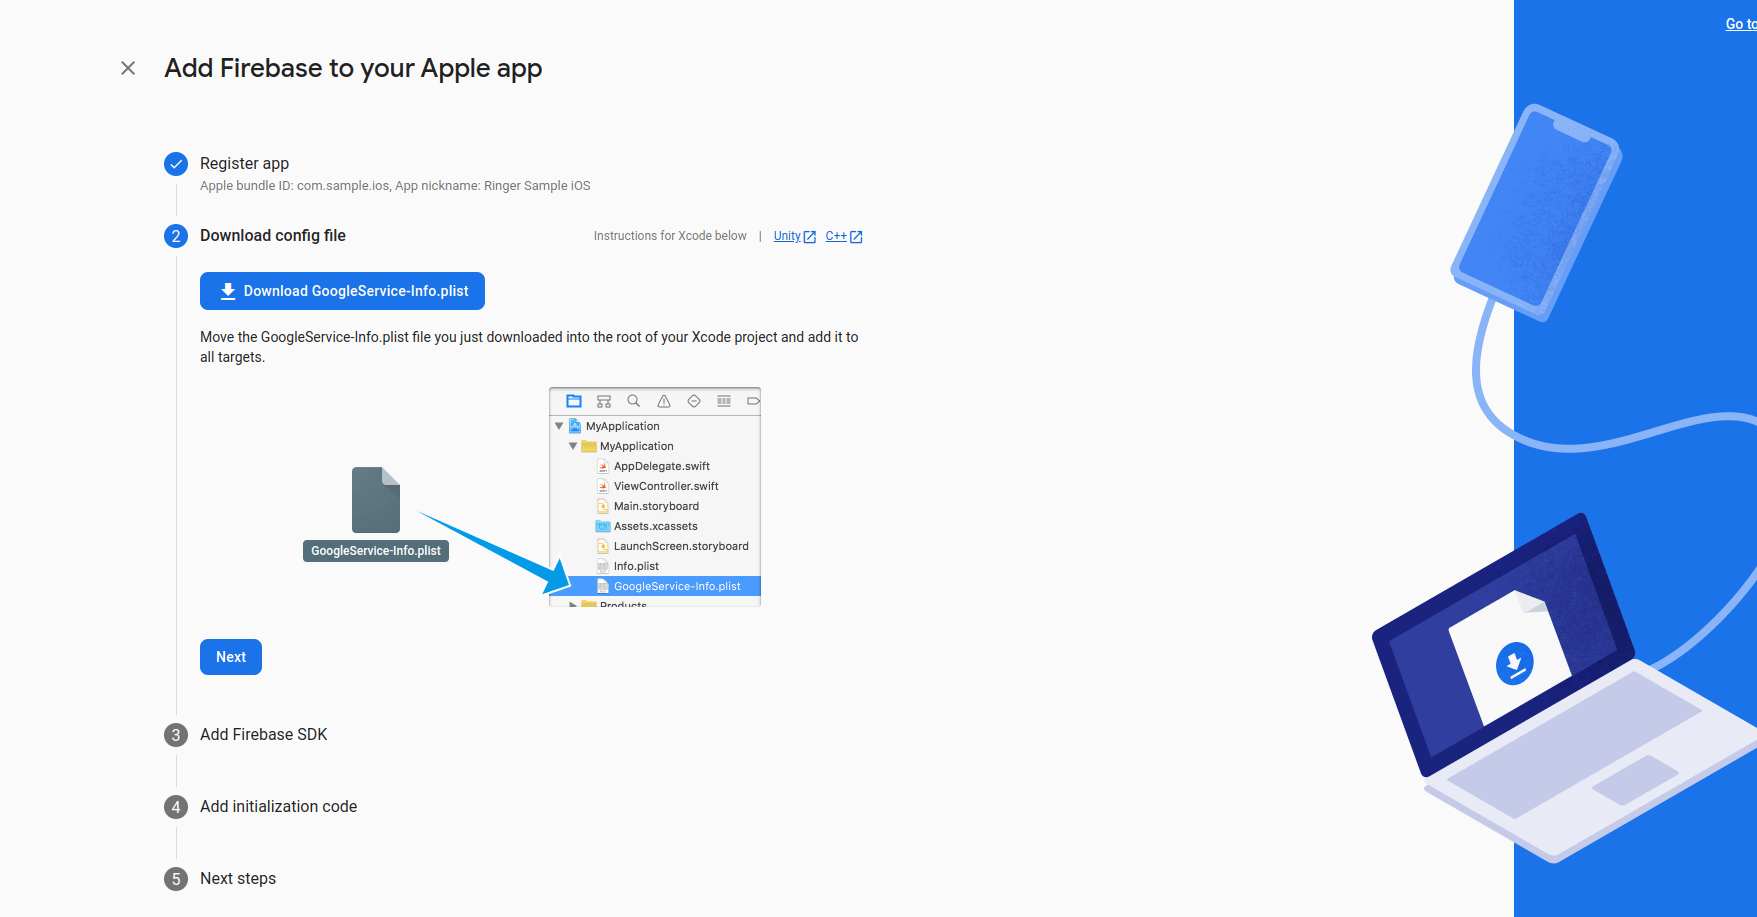 Go to
Add Firebase to your Apple app
Register app
Apple bundle ID: com.sample.ios, App nickname: Ringer Sample iOS
2 Download config file
Instructions for Xcode below | Unity C++
Download GoogleService-Info.plist
Move the GoogleService-Info.plist file you just downloaded into the root of your Xcode project and add it to
all targets.
MyApplication
MyApplication
AppDelegate.swift
ViewController.swift
Main.storyboard
Assets.xcassets
LaunchScreen.storyboard
Info.plist
GoogleService-Info.plist
Products
GoogleService-Info.plist
Next
3 Add Firebase SDK
4 Add initialization code
5 Next steps